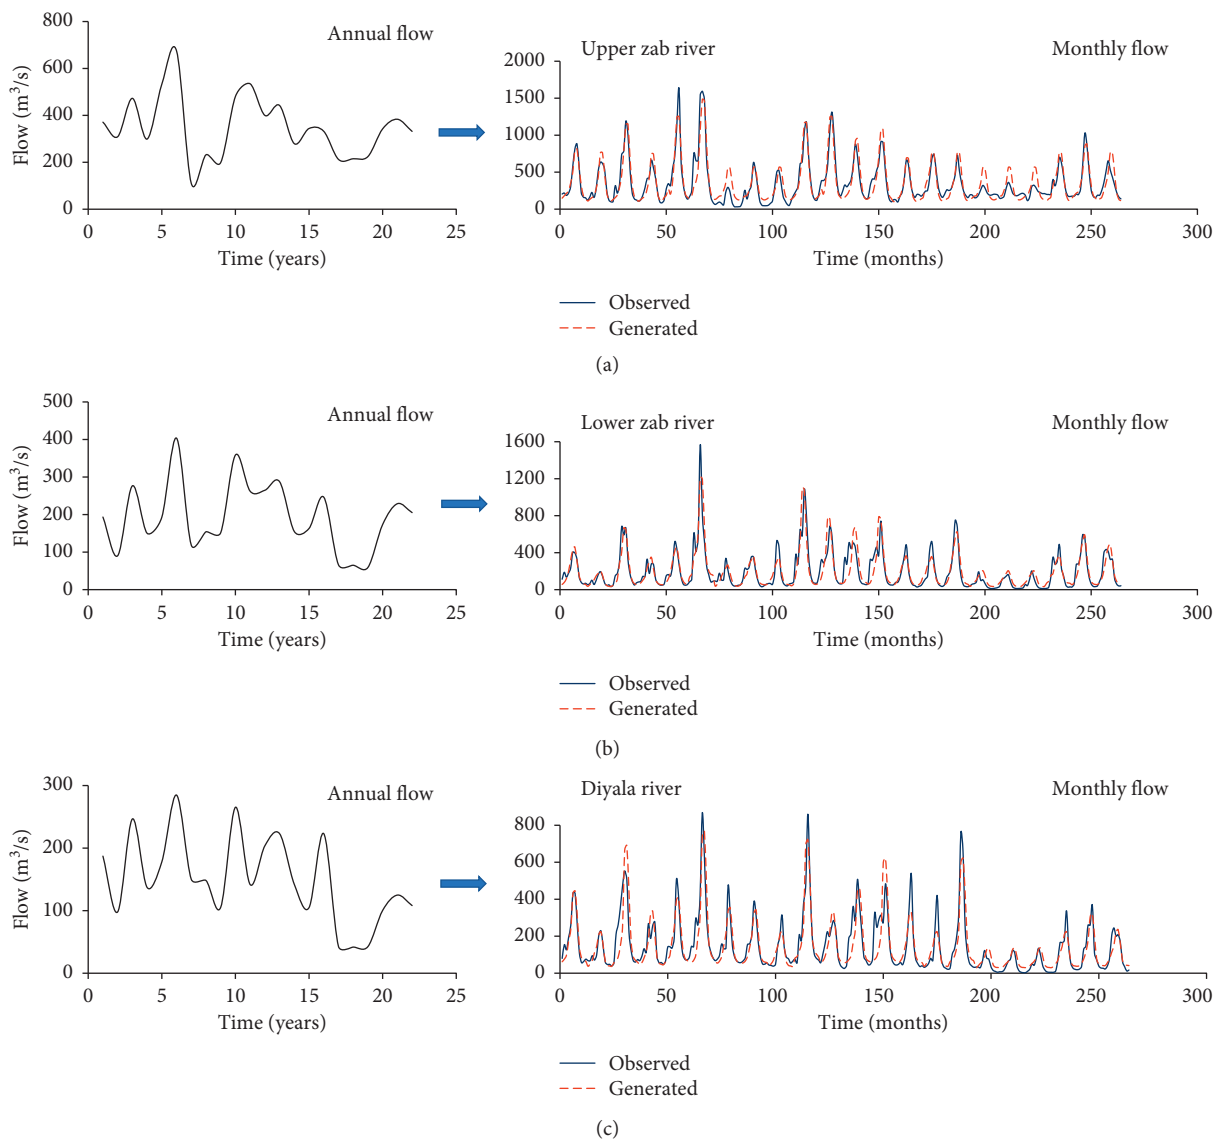 Annual flow
Flow (m³/s)
800
600
400
200
0
0 5 10 15 20 25
Time (years)
Upper zab river
Monthly flow
2000
1500
1000
500
0
0 50 100 150 200 250 300
Time (months)
Observed
Generated
(a)
Annual flow
Flow (m³/s)
500
400
300
200
100
0
0 5 10 15 20 25
Time (years)
Lower zab river
Monthly flow
1600
1200
800
400
0
0 50 100 150 200 250 300
Time (months)
Observed
Generated
(b)
Annual flow
Flow (m³/s)
300
200
100
0
0 5 10 15 20 25
Time (years)
Diyala river
Monthly flow
800
600
400
200
0
0 50 100 150 200 250 300
Time (months)
Observed
Generated
(c)